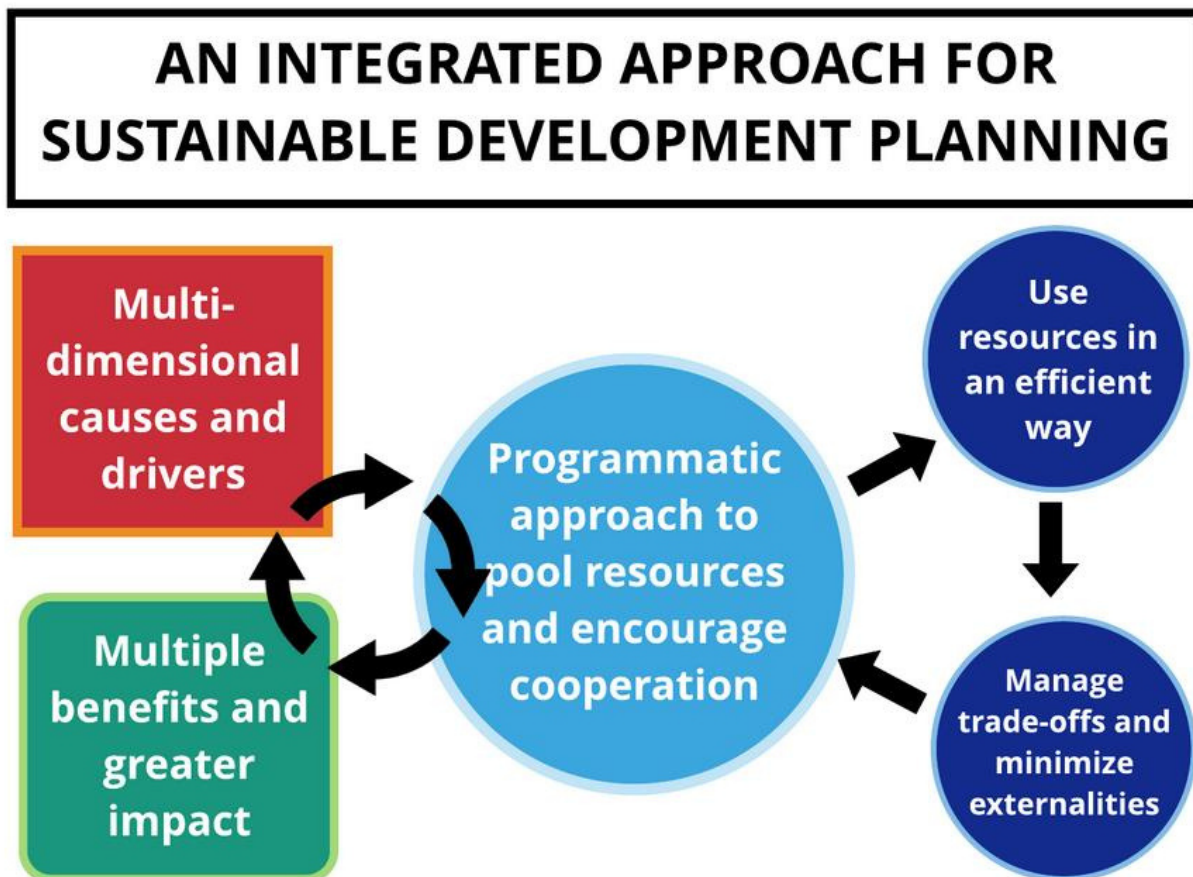 AN INTEGRATED APPROACH FOR
SUSTAINABLE DEVELOPMENT PLANNING
Multi-
dimensional
causes and
drivers
Multiple
benefits and
greater
impact
Programmatic
approach to
pool resources
and encourage
cooperation
Use
resources in
an efficient
way
Manage
trade-offs and
minimize
externalities